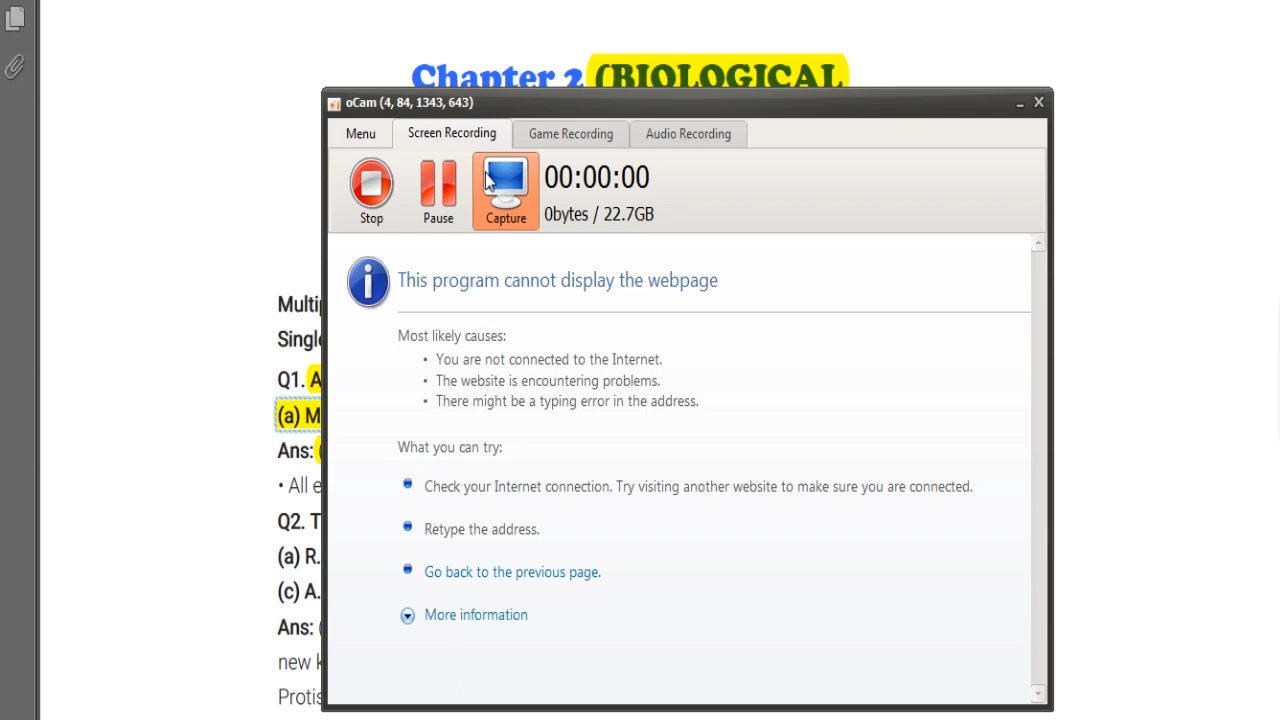 Chapter 2 (BIOLOGICAL
oCam (4, 84, 1343, 643)
Menu
Screen Recording
Game Recording
Audio Recording
Stop
Pause
Capture
00:00:00
0bytes / 22.7GB
This program cannot display the webpage
Most likely causes:
• You are not connected to the Internet.
• The website is encountering problems.
• There might be a typing error in the address.
What you can try:
Check your Internet connection. Try visiting another website to make sure you are connected.
Retype the address.
Go back to the previous page.
More information
Q1. A
(a) M
Ans: (
• All e
Q2. T
(a) R.
(c) A.
Ans: (
new k